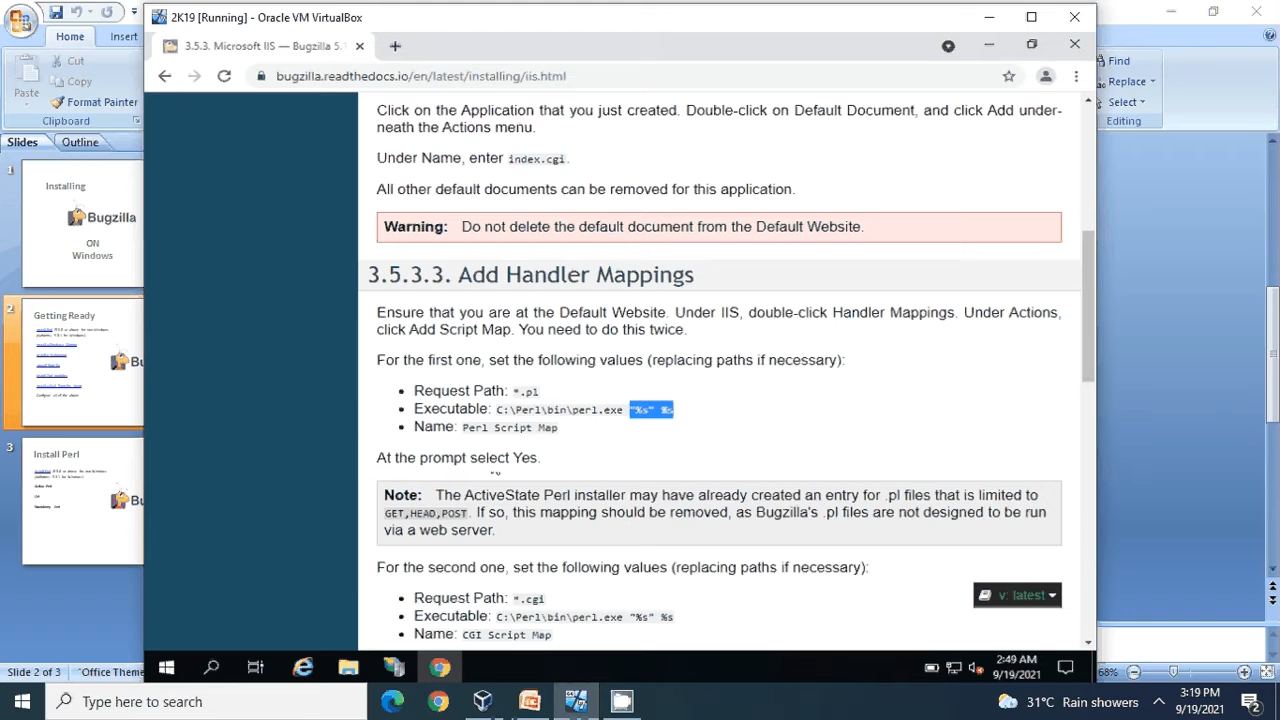 2K19 [Running] - Oracle VM VirtualBox
Home
Insert
Cut
Copy
Paste
Format Painter
Clipboard
Find
Replace
Select
Editing
3.5.3. Microsoft IIS — Bugzilla 5.
bugzilla.readthedocs.io/en/latest/installing/iis.html
Slides
Outline
1
Installing
Bugzilla
ON
Windows
2
Getting Ready
3
Install Perl
Click on the Application that you just created. Double-click on Default Document, and click Add under-
neath the Actions menu.
Under Name, enter index.cgi.
All other default documents can be removed for this application.
Warning: Do not delete the default document from the Default Website.
3.5.3.3. Add Handler Mappings
Ensure that you are at the Default Website. Under IIS, double-click Handler Mappings. Under Actions,
click Add Script Map. You need to do this twice.
For the first one, set the following values (replacing paths if necessary):
Request Path: *.pl
Executable: C:\Perl\bin\perl.exe "%s" %s
Name: Perl Script Map
At the prompt select Yes.
Note: The ActiveState Perl installer may have already created an entry for .pl files that is limited to
GET,HEAD,POST. If so, this mapping should be removed, as Bugzilla's .pl files are not designed to be run
via a web server.
For the second one, set the following values (replacing paths if necessary):
Request Path: *.cgi
Executable: C:\Perl\bin\perl.exe "%s" %s
Name: CGI Script Map
v: latest
2:49 AM
9/19/2021
Slide 2 of 3
"Office Theme
68%
Type here to search
31°C Rain showers
3:19 PM
9/19/2021
2